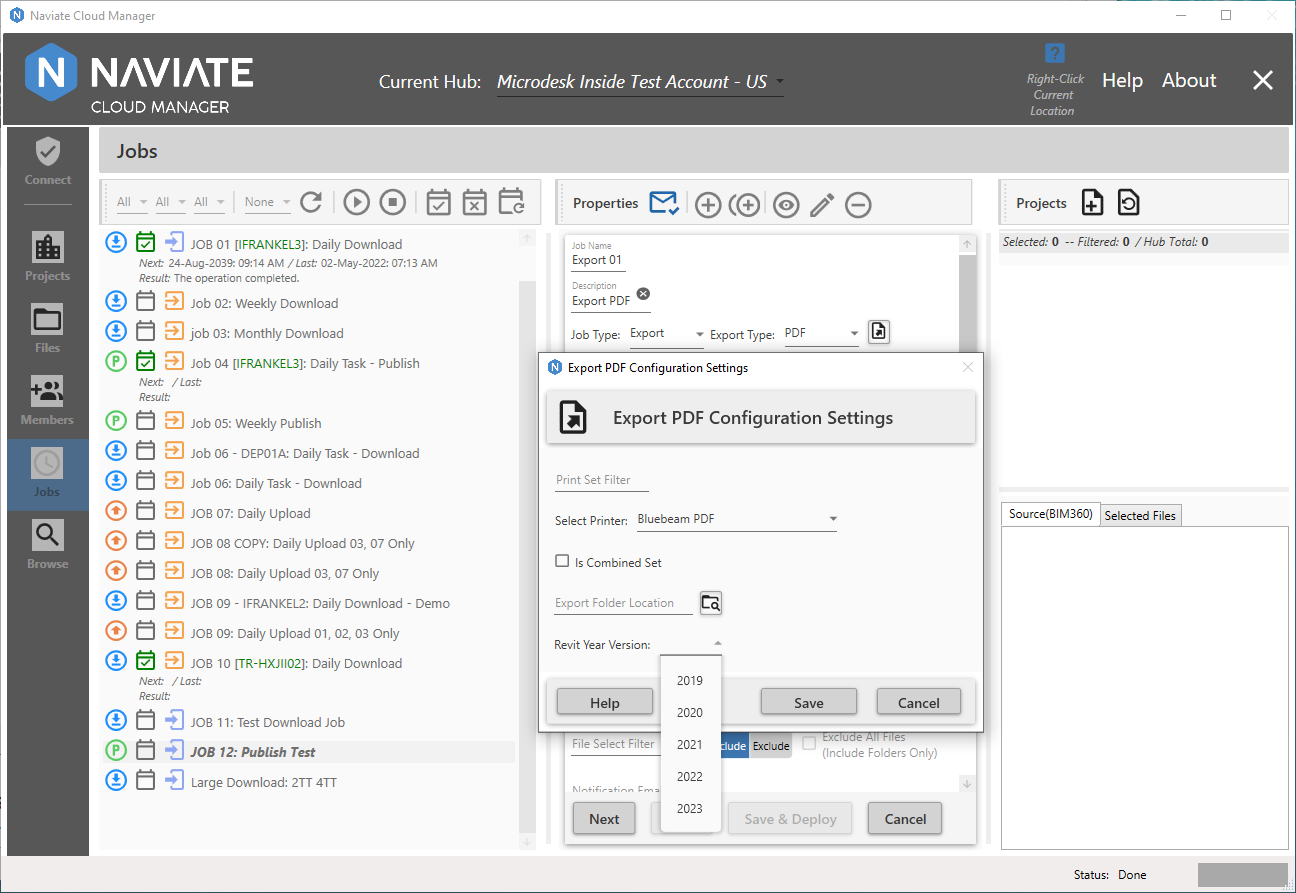 Naviate Cloud Manager
NAVIATE
CLOUD MANAGER
Current Hub: Microdesk Inside Test Account - US
?
Right-Click
Current
Location
Help
About
Connect
Projects
Files
Members
Jobs
Browse
Jobs
All All All None
JOB 01 [IFRANKEL3]: Daily Download
Next: 24-Aug-2039: 09:14 AM / Last: 02-May-2022: 07:13 AM
Result: The operation completed.
Job 02: Weekly Download
job 03: Monthly Download
Job 04 [IFRANKEL3]: Daily Task - Publish
Next: / Last:
Result:
Job 05: Weekly Publish
Job 06 - DEP01A: Daily Task - Download
Job 06: Daily Task - Download
JOB 07: Daily Upload
JOB 08 COPY: Daily Upload 03, 07 Only
JOB 08: Daily Upload 03, 07 Only
JOB 09 - IFRANKEL2: Daily Download - Demo
JOB 09: Daily Upload 01, 02, 03 Only
JOB 10 [TR-HXJII02]: Daily Download
Next: / Last:
Result:
JOB 11: Test Download Job
JOB 12: Publish Test
Large Download: 2TT 4TT
Properties
Job Name
Export 01
Description
Export PDF
Job Type: Export Export Type: PDF
Export PDF Configuration Settings
Export PDF Configuration Settings
Print Set Filter
Select Printer: Bluebeam PDF
Is Combined Set
Export Folder Location
Revit Year Version:
2019
2020
2021
2022
2023
Help
Save
Cancel
File Select Filter
clude
Exclude
Exclude All Files
(Include Folders Only)
Notification Ema
Next
Save & Deploy
Cancel
Projects
Selected: 0 -- Filtered: 0 / Hub Total: 0
Source(BIM360)
Selected Files
Status: Done